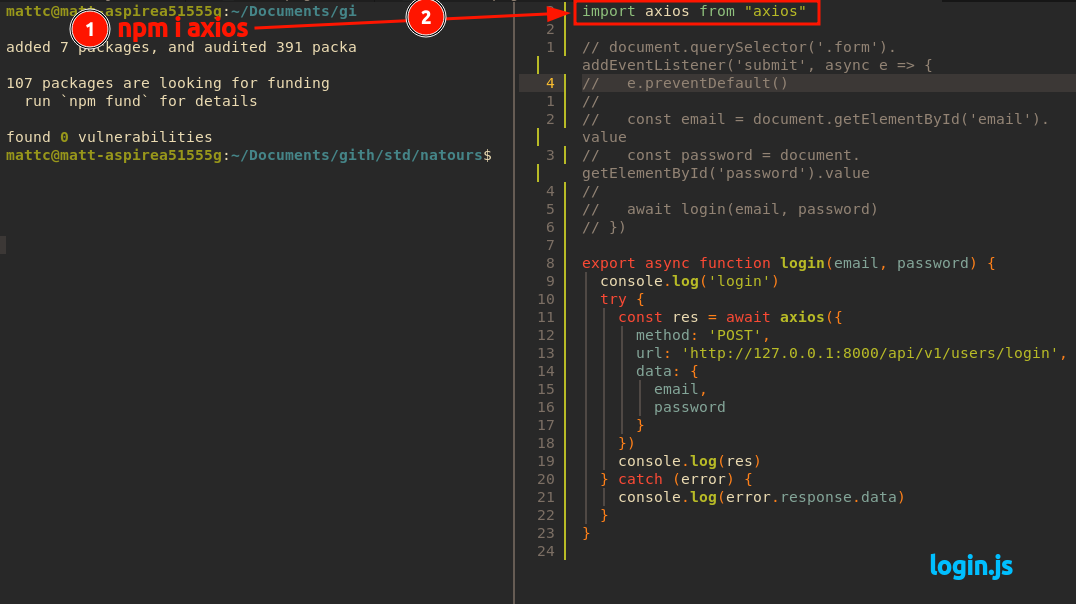 mattc@matt-aspirea51555g:~/Documents/gi
1 npm i axios
added 7 packages, and audited 391 packa
107 packages are looking for funding
run `npm fund` for details
found 0 vulnerabilities
mattc@matt-aspirea51555g:~/Documents/gith/std/natours$
2
import axios from "axios"
2
1 // document.querySelector('.form').
addEventListener('submit', async e => {
4 //   e.preventDefault()
1 //
2 //   const email = document.getElementById('email').
value
3 //   const password = document.
getElementById('password').value
4 //
5 //   await login(email, password)
6 // })
7
8 export async function login(email, password) {
9 console.log('login')
10 try {
11 const res = await axios({
12 method: 'POST',
13 url: 'http://127.0.0.1:8000/api/v1/users/login',
14 data: {
15 email,
16 password
17 }
18 })
19 console.log(res)
20 } catch (error) {
21 console.log(error.response.data)
22 }
23 }
24
login.js